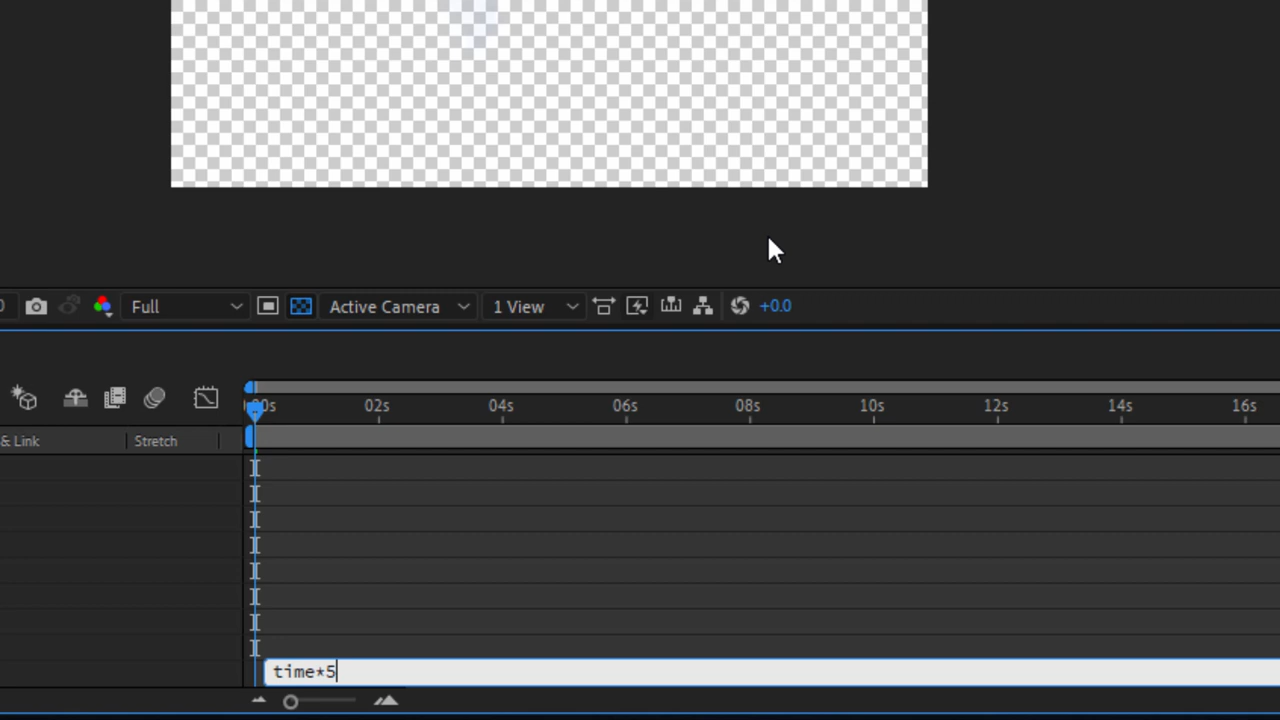 Full Active Camera 1 View +0.0
00s 02s 04s 06s 08s 10s 12s 14s 16s
& Link Stretch
time*5